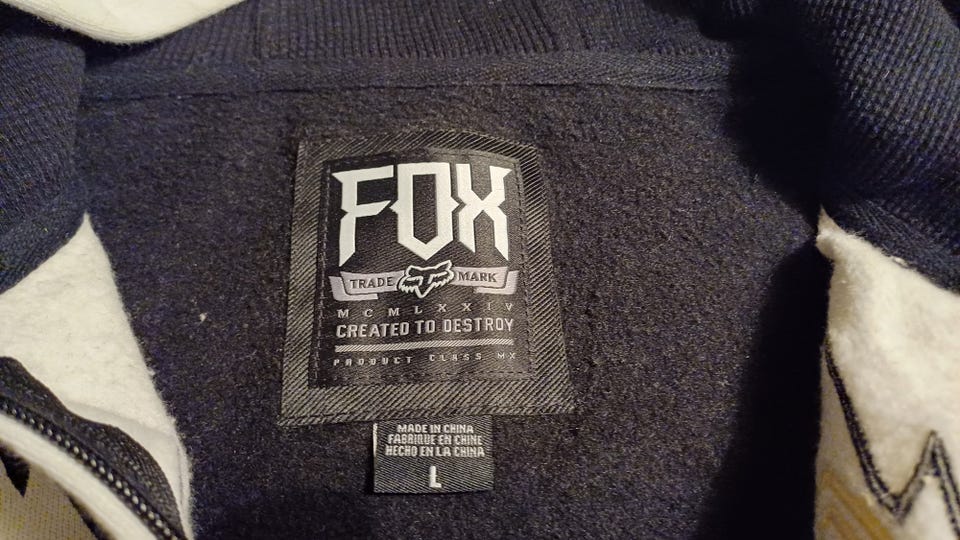 FOX
TRADE MARK
MCMLXXIV
CREATED TO DESTROY
PRODUCT CLASS MX
MADE IN CHINA
FABRIQUE EN CHINE
HECHO EN LA CHINA
L